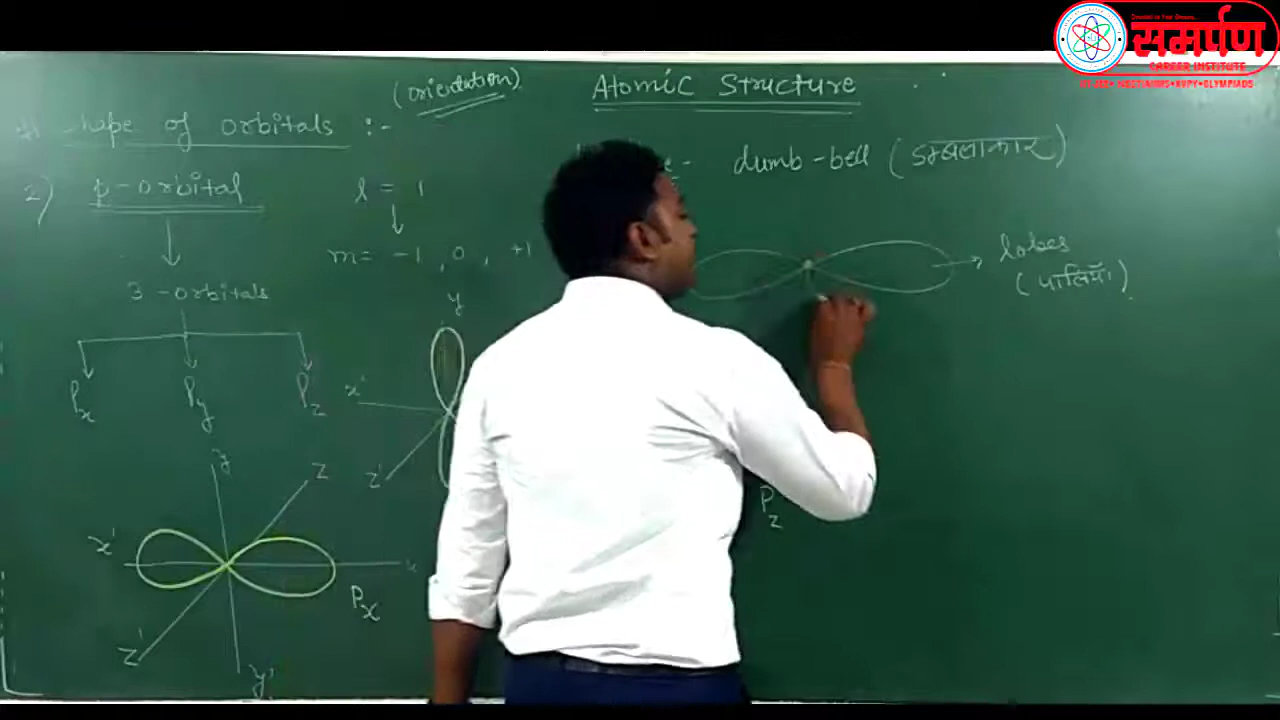 समर्पण
CAREER INSTITUTE
(orientation)
Atomic Structure
shape of orbitals :-
dumb-bell (डम्बलाकार)
2) p-orbital
l = 1
m = -1, 0, +1
lobes
(पालियाँ)
3-orbitals
Px
Py
Pz
y
x'
z'
y
z
x'
x
Px
z'
y'
Pz